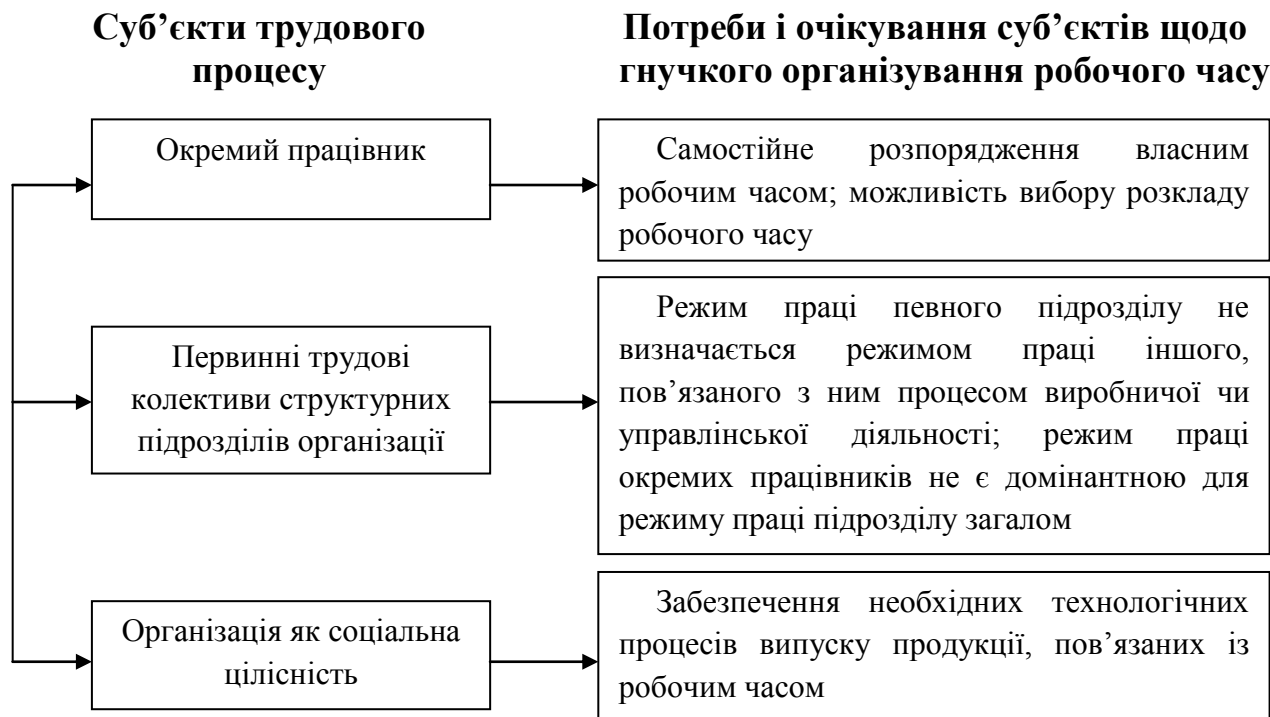 Суб’єкти трудового
процесу
Потреби і очікування суб’єктів щодо
гнучкого організування робочого часу
Окремий працівник
Самостійне розпорядження власним
робочим часом; можливість вибору розкладу
робочого часу
Первинні трудові
колективи структурних
підрозділів організації
Режим праці певного підрозділу не
визначається режимом праці іншого,
пов’язаного з ним процесом виробничої чи
управлінської діяльності; режим праці
окремих працівників не є домінантною для
режиму праці підрозділу загалом
Організація як соціальна
цілісність
Забезпечення необхідних технологічних
процесів випуску продукції, пов’язаних із
робочим часом